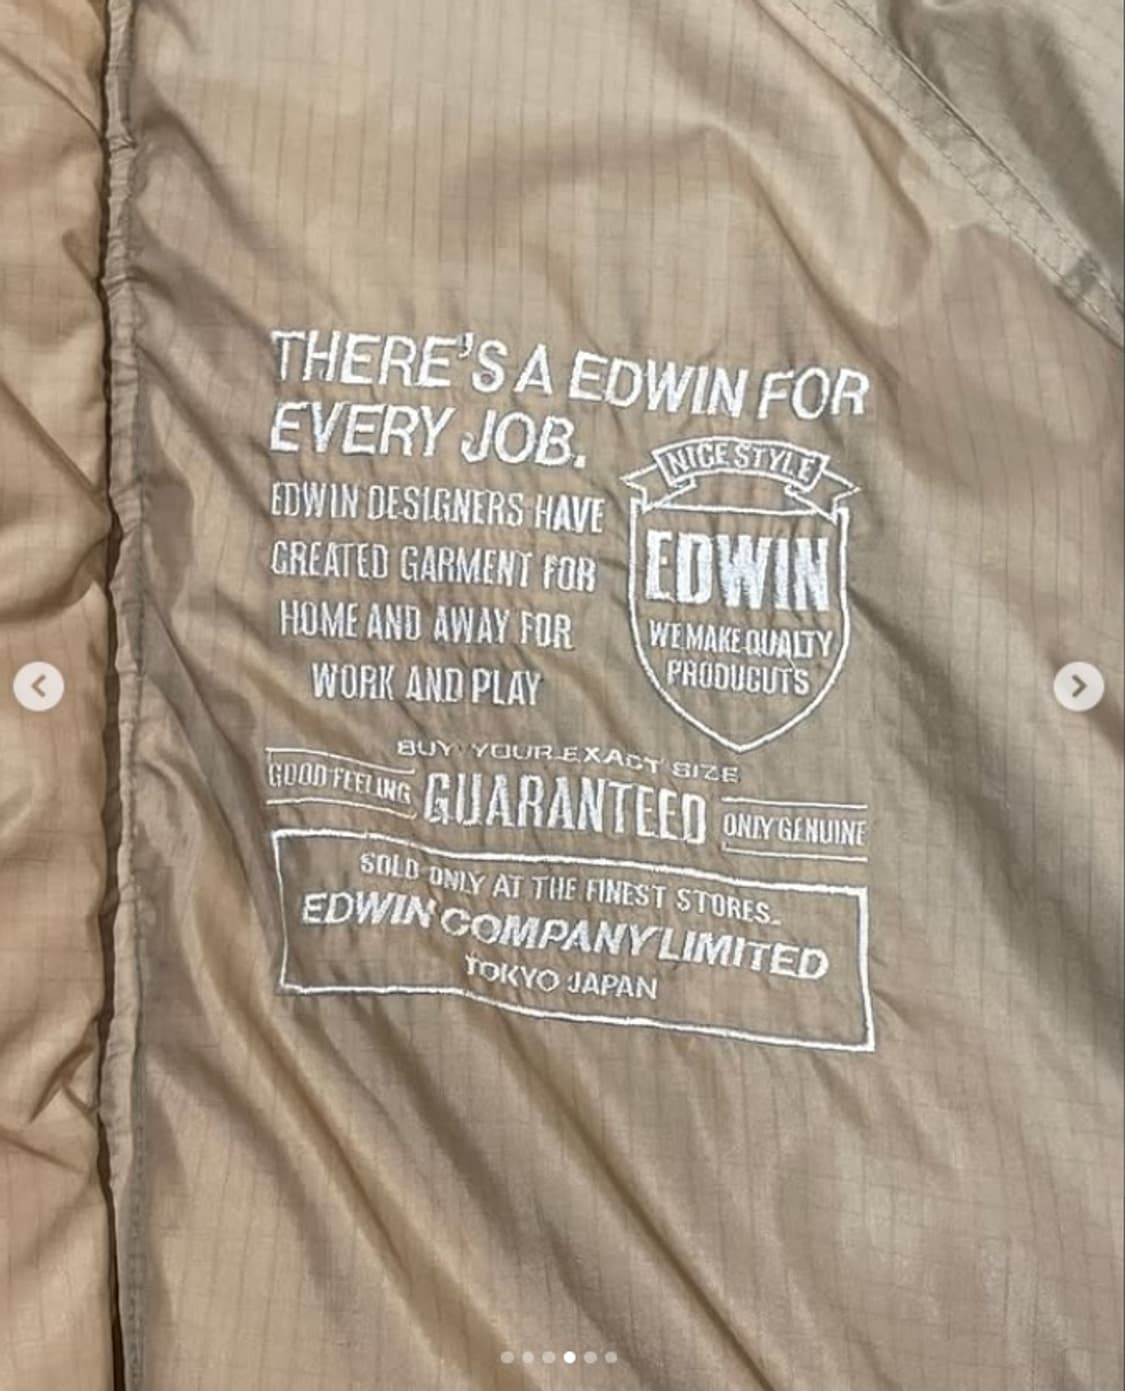 THERE'S A EDWIN FOR
EVERY JOB.
EDWIN DESIGNERS HAVE
CREATED GARMENT FOR
HOME AND AWAY FOR
WORK AND PLAY
NICE STYLE
EDWIN
WE MAKE QUALTY
PRODUCUTS
BUY YOUR EXACT SIZE
GOOD FEELING
GUARANTEED
ONLY GENUINE
SOLD ONLY AT THE FINEST STORES.
EDWIN COMPANY LIMITED
TOKYO JAPAN